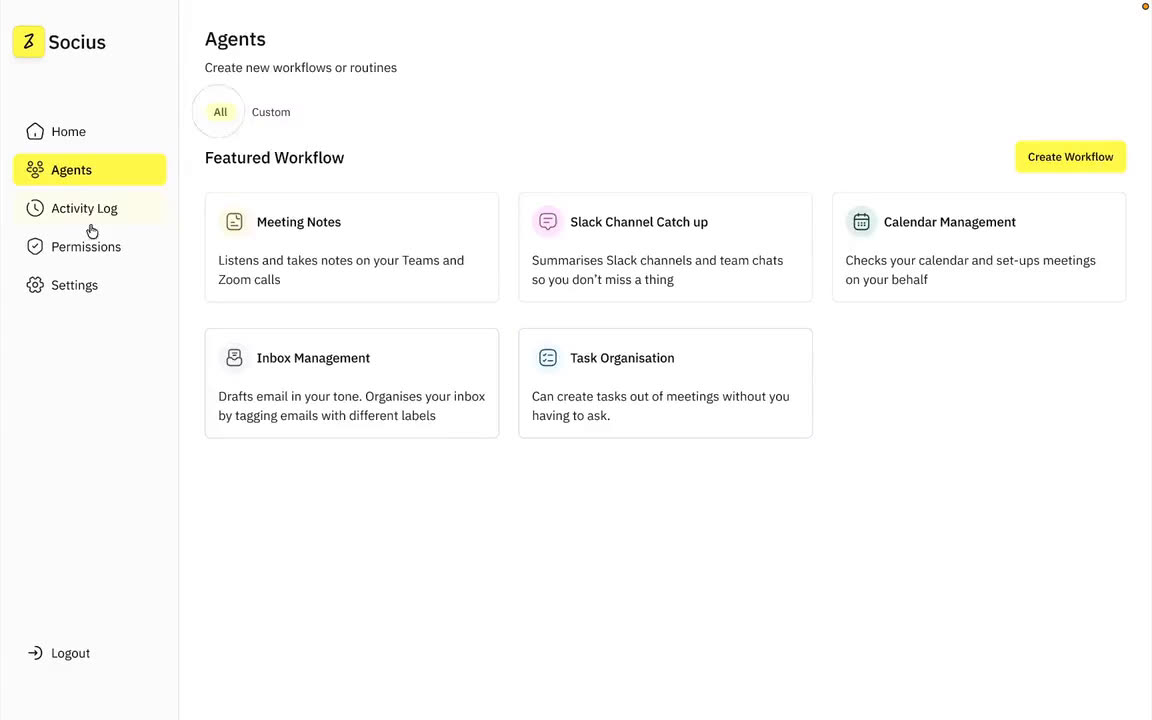 Socius
Home
Agents
Activity Log
Permissions
Settings
Logout
Agents
Create new workflows or routines
All
Custom
Featured Workflow
Create Workflow
Meeting Notes
Listens and takes notes on your Teams and
Zoom calls
Slack Channel Catch up
Summarises Slack channels and team chats
so you don’t miss a thing
Calendar Management
Checks your calendar and set-ups meetings
on your behalf
Inbox Management
Drafts email in your tone. Organises your inbox
by tagging emails with different labels
Task Organisation
Can create tasks out of meetings without you
having to ask.